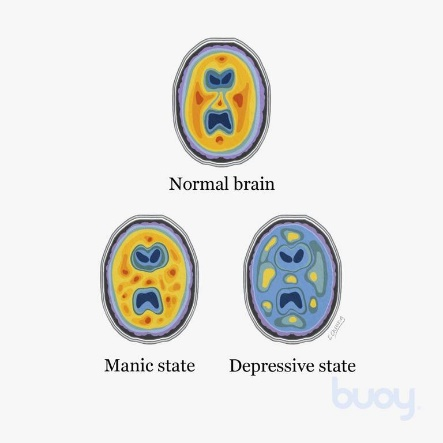 Normal brain
Manic state
Depressive state
buoy.